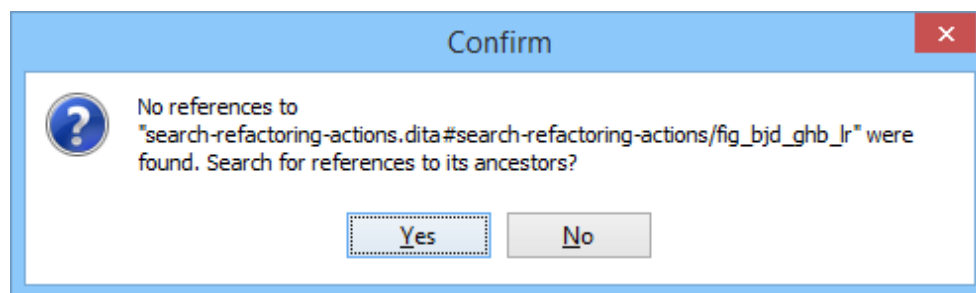 Confirm
No references to
"search-refactoring-actions.dita#search-refactoring-actions/fig_bjd_ghb_lr" were
found. Search for references to its ancestors?
Yes No